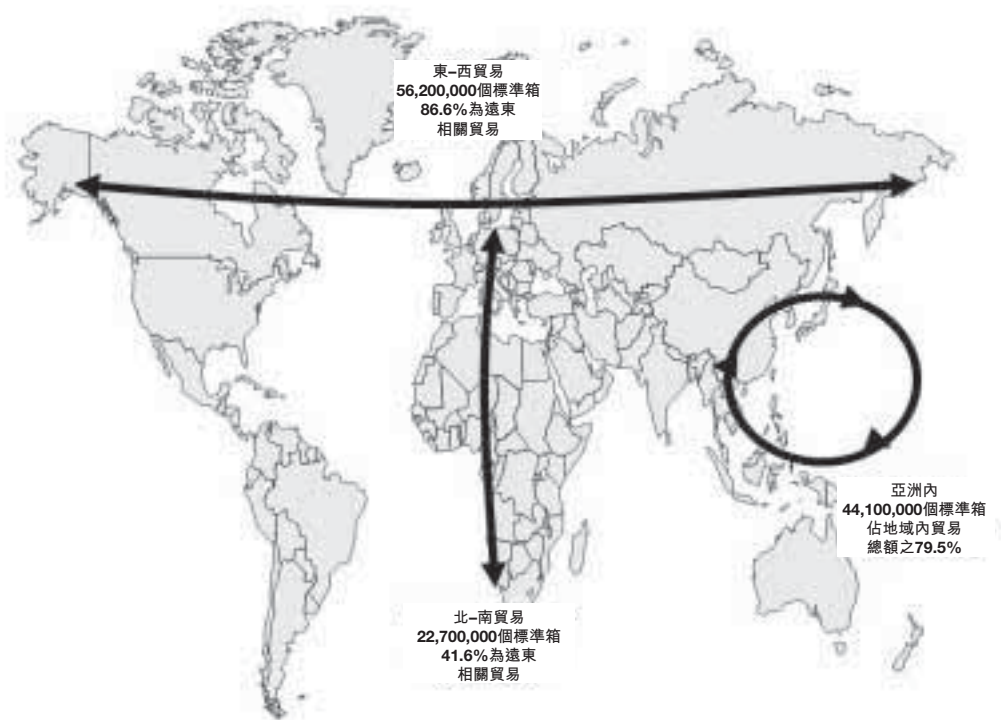 東–西貿易
56,200,000個標準箱
86.6%為遠東
相關貿易
亞洲內
44,100,000個標準箱
佔地域內貿易
總額之79.5%
北–南貿易
22,700,000個標準箱
41.6%為遠東
相關貿易